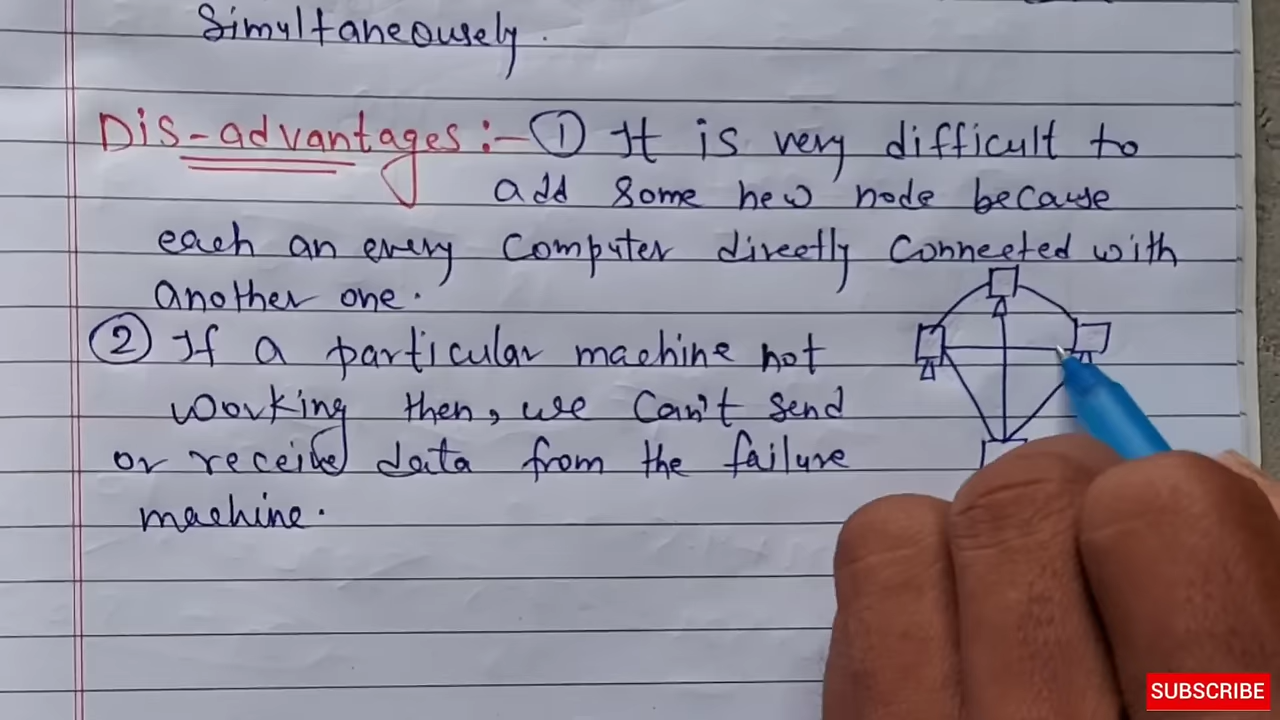 Simultaneousely.
Dis-advantages :- ① It is very difficult to
add some new node because
each an every Computer directly Connected with
another one.
② If a particular machine not
working then, we Can't Send
or receive data from the failure
machine.
SUBSCRIBE